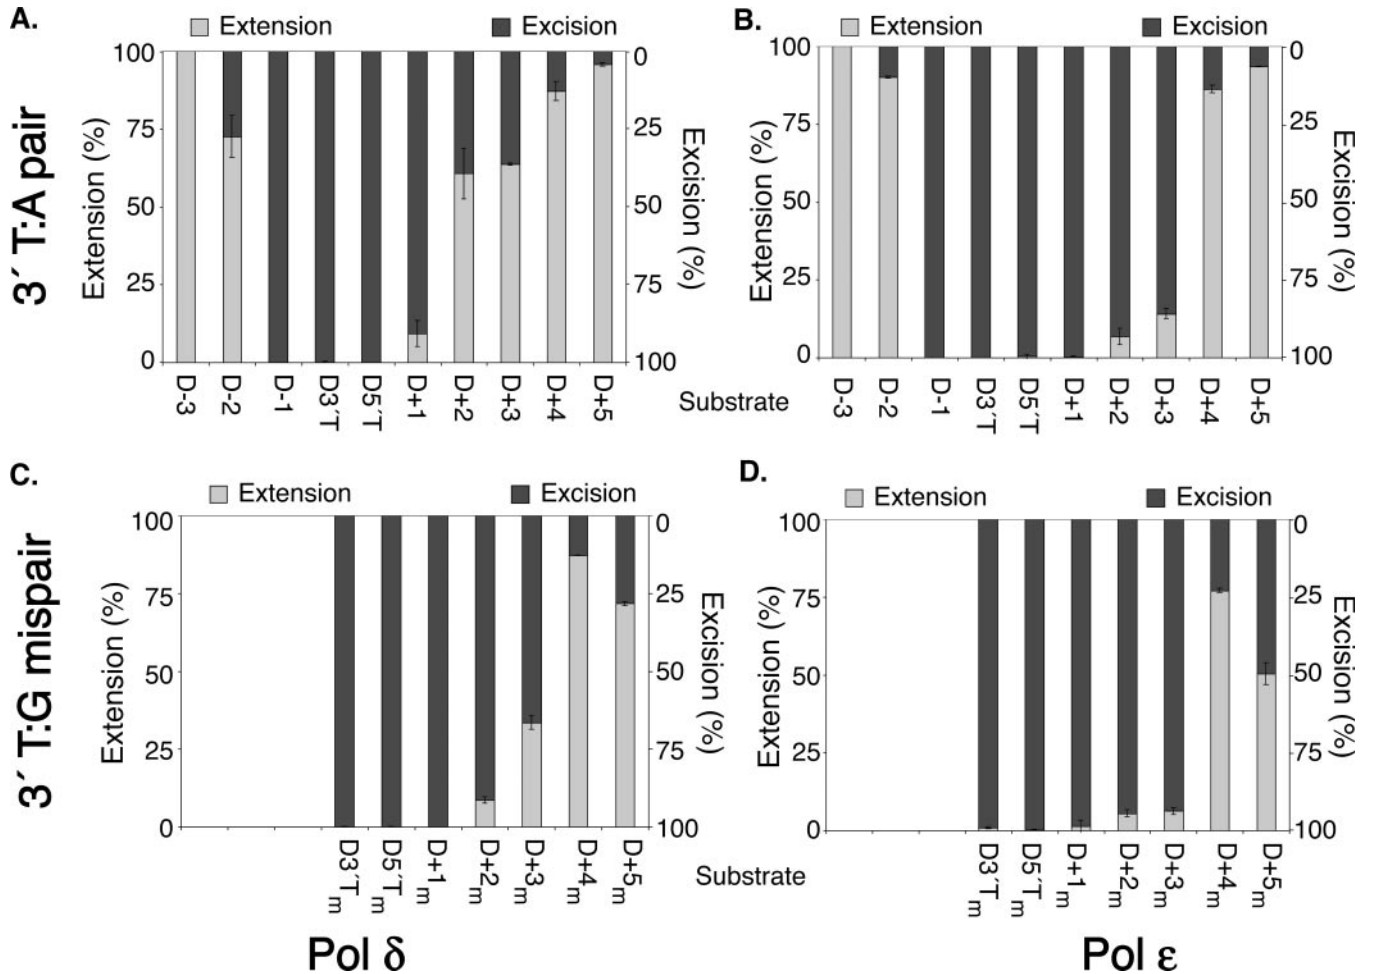 A.
Extension Excision
100
75
50
25
0
Extension (%)
0
25
50
75
100
Excision (%)
D-3 D-2 D-1 D3´T D5´T D+1 D+2 D+3 D+4 D+5
B.
Extension Excision
100
75
50
25
0
Extension (%)
0
25
50
75
100
Excision (%)
D-3 D-2 D-1 D3´T D5´T D+1 D+2 D+3 D+4 D+5
3´ T:A pair
Substrate
C.
Extension Excision
100
75
50
25
0
Extension (%)
0
25
50
75
100
Excision (%)
D3´Tm D5´Tm D+1m D+2m D+3m D+4m D+5m
D.
Extension Excision
100
75
50
25
0
Extension (%)
0
25
50
75
100
Excision (%)
D3´Tm D5´Tm D+1m D+2m D+3m D+4m D+5m
3´ T:G mispair
Substrate
Pol δ
Pol ε